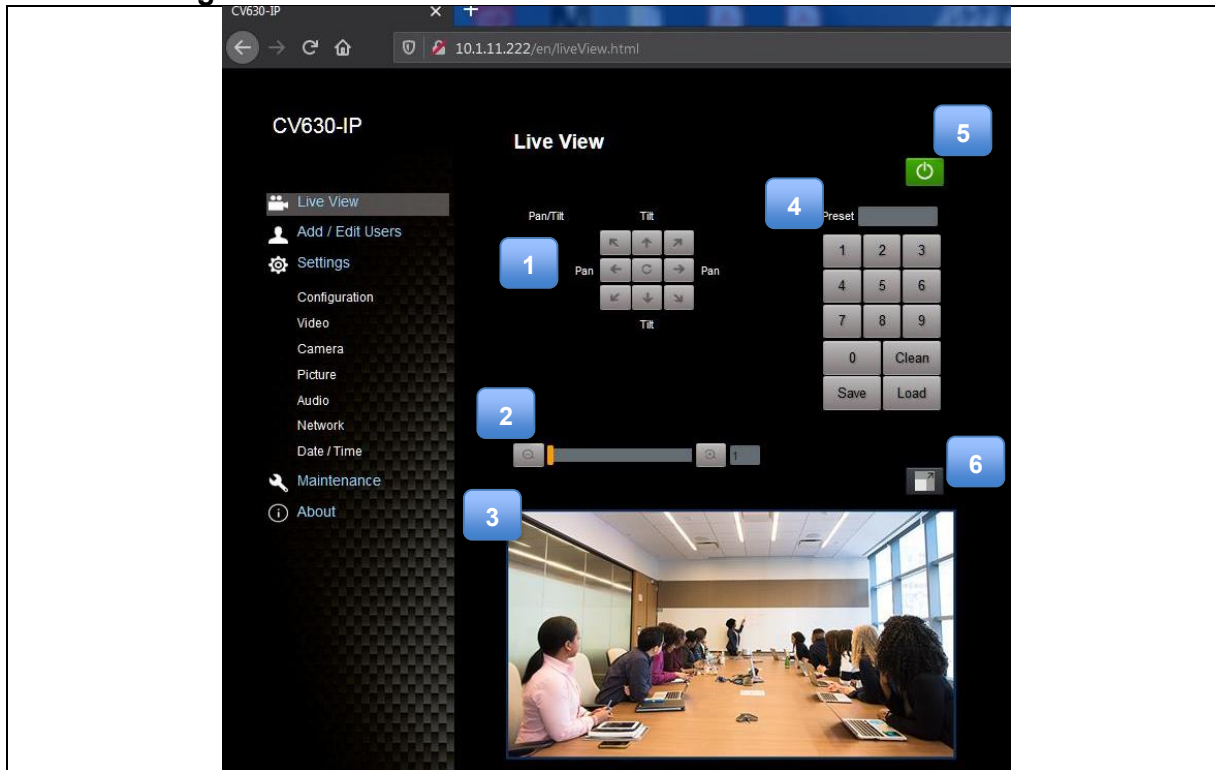 CV630-IP
10.1.11.222/en/liveView.html
CV630-IP
Live View
5
Live View
Add / Edit Users
Settings
Configuration
Video
Camera
Picture
Audio
Network
Date / Time
Maintenance
About
Pan/Tilt
Tilt
1
Pan
Pan
Tilt
4
Preset
1 2 3
4 5 6
7 8 9
0 Clean
Save Load
2
1
6
3